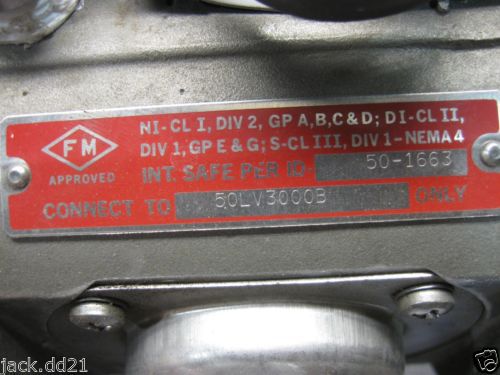 FM
APPROVED
NI-CL I, DIV 2, GP A,B,C & D; DI-CL II,
DIV 1, GP E & G; S-CL III, DIV 1-NEMA 4
INT. SAFE PER ID- 50-1663
CONNECT TO 50LV3000B ONLY
jack.dd21